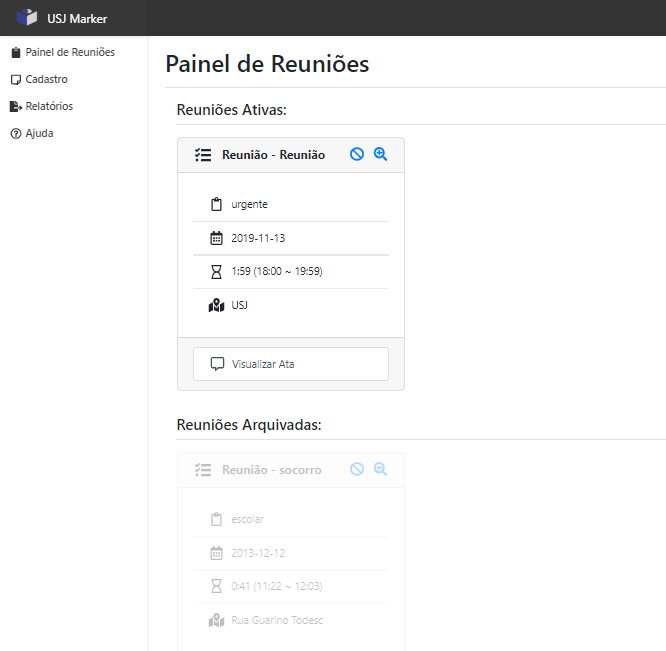 USJ Marker
Painel de Reuniões
Cadastro
Relatórios
Ajuda
Painel de Reuniões
Reuniões Ativas:
Reunião - Reunião
urgente
2019-11-13
1:59 (18:00 ~ 19:59)
USJ
Visualizar Ata
Reuniões Arquivadas:
Reunião - socorro
escolar
2013-12-12
0:41 (11:22 ~ 12:03)
Rua Guarino Todesc